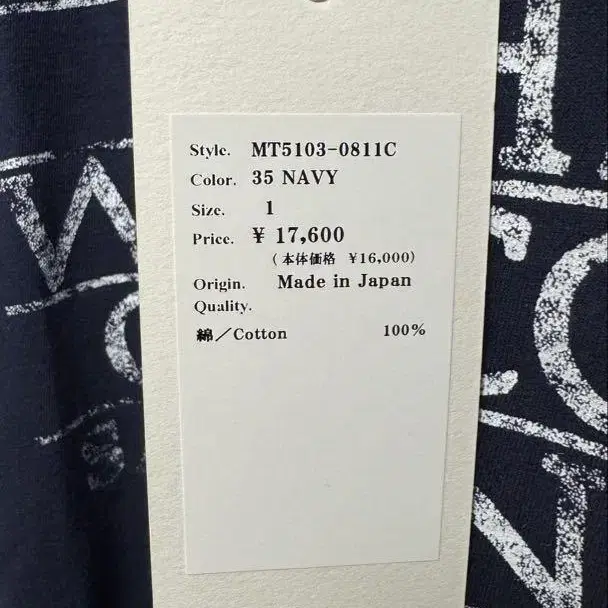 Style. MT5103-0811C
Color. 35 NAVY
Size. 1
Price. ¥ 17,600
(本体価格 ¥16,000)
Origin. Made in Japan
Quality.
綿／Cotton 100%